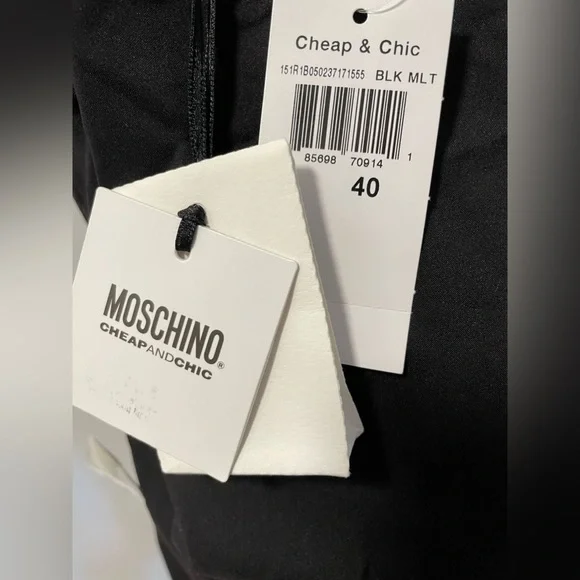 Cheap & Chic
151R1B050237171555 BLK MLT
85698 70914 1
40
MOSCHINO®
CHEAPANDCHIC